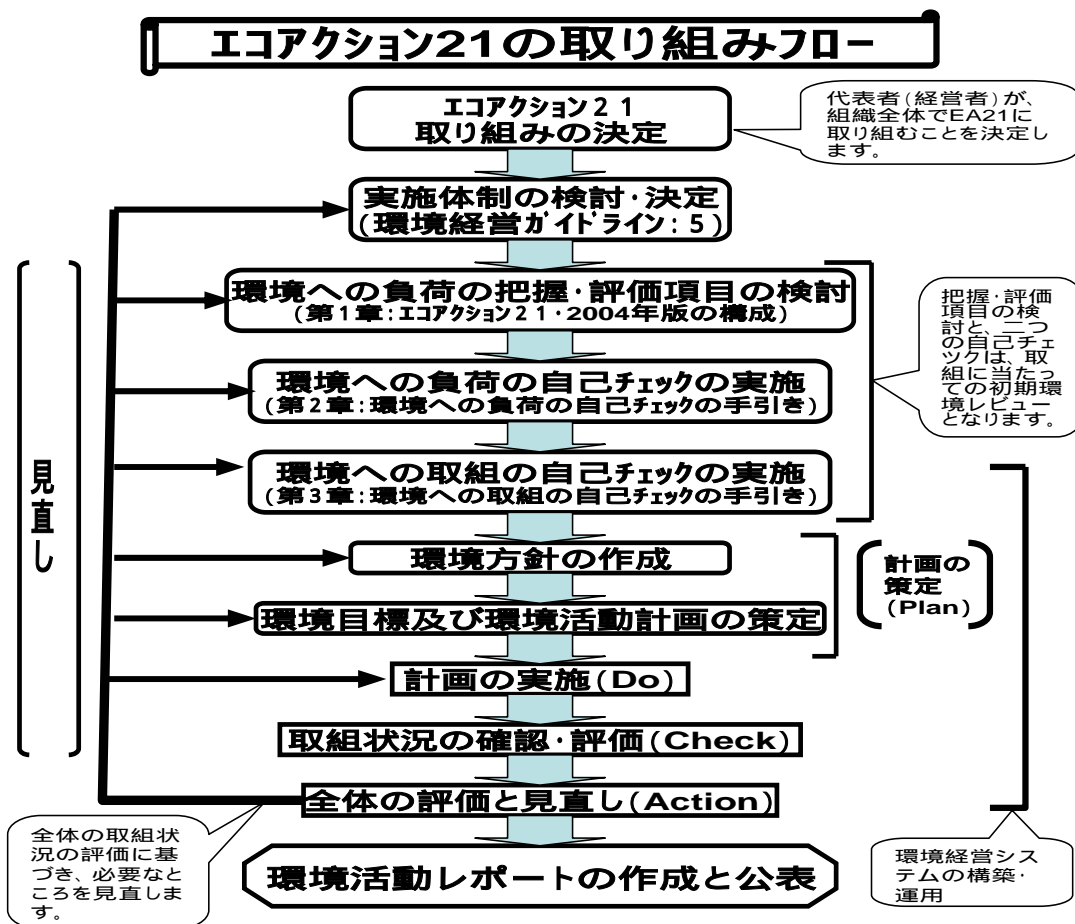 エコアクション21の取り組みフロー
エコアクション21
取り組みの決定
代表者(経営者)が、
組織全体でEA21に
取り組むことを決定し
ます。
実施体制の検討・決定
(環境経営ガイドライン:5)
環境への負荷の把握・評価項目の検討
(第1章:エコアクション21・2004年版の構成)
把握・評価
項目の検
討と、二つ
の自己チェ
ックは、取
組に当たっ
ての初期環
境レビュー
となります。
環境への負荷の自己チェックの実施
(第2章:環境への負荷の自己チェックの手引き)
環境への取組の自己チェックの実施
(第3章:環境への取組の自己チェックの手引き)
見直し
環境方針の作成
計画の
策定
(Plan)
環境目標及び環境活動計画の策定
計画の実施(Do)
取組状況の確認・評価(Check)
全体の評価と見直し(Action)
全体の取組状
況の評価に基
づき、必要なと
ころを見直しま
す。
環境経営シス
テムの構築・
運用
環境活動レポートの作成と公表